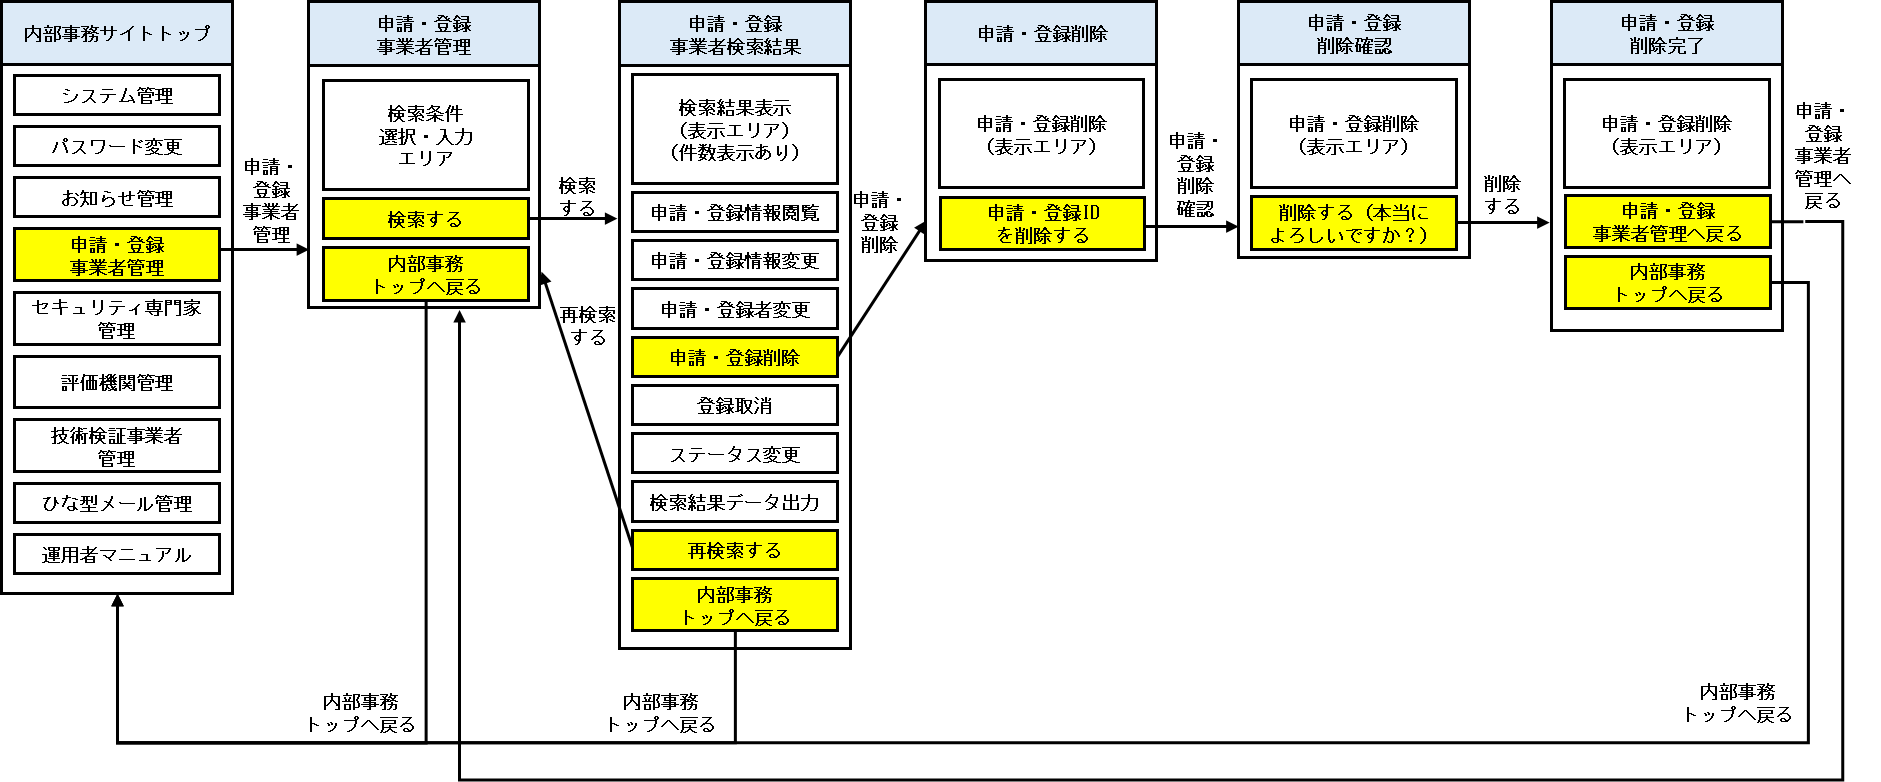 内部事務サイトトップ
システム管理
パスワード変更
お知らせ管理
申請・登録
事業者管理
セキュリティ専門家
管理
評価機関管理
技術検証事業者
管理
ひな型メール管理
運用者マニュアル
申請・
登録
事業者
管理
申請・登録
事業者管理
検索条件
選択・入力
エリア
検索する
内部事務
トップへ戻る
検索
する
再検索
する
申請・登録
事業者検索結果
検索結果表示
（表示エリア）
（件数表示あり）
申請・登録情報閲覧
申請・登録情報変更
申請・登録者変更
申請・登録削除
登録取消
ステータス変更
検索結果データ出力
再検索する
内部事務
トップへ戻る
申請・
登録
削除
申請・登録削除
申請・登録削除
（表示エリア）
申請・登録ID
を削除する
申請・
登録
削除
確認
申請・登録
削除確認
申請・登録削除
（表示エリア）
削除する（本当に
よろしいですか？）
削除
する
申請・登録
削除完了
申請・登録削除
（表示エリア）
申請・登録
事業者管理へ戻る
内部事務
トップへ戻る
申請・
登録
事業者
管理へ
戻る
内部事務
トップへ戻る
内部事務
トップへ戻る
内部事務
トップへ戻る